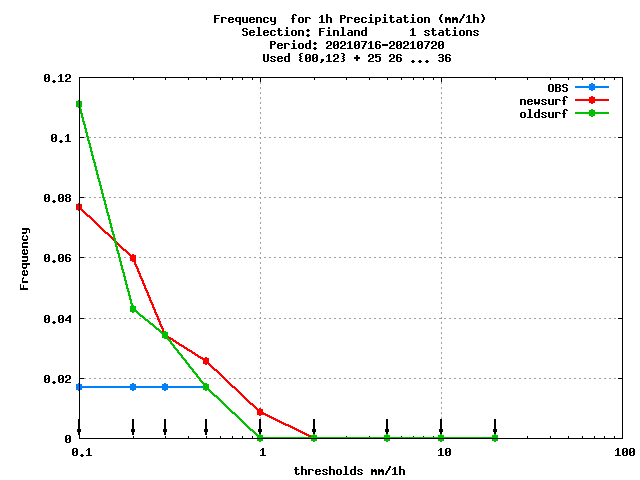 Frequency  for 1h Precipitation (mm/1h)
Selection: Finland      1 stations
Period: 20210716-20210720
Used {00,12} + 25 26 ... 36
OBS
newsurf
oldsurf
0.12
0.1
0.08
0.06
0.04
0.02
0
Frequency
0.1 1 10 100
thresholds mm/1h